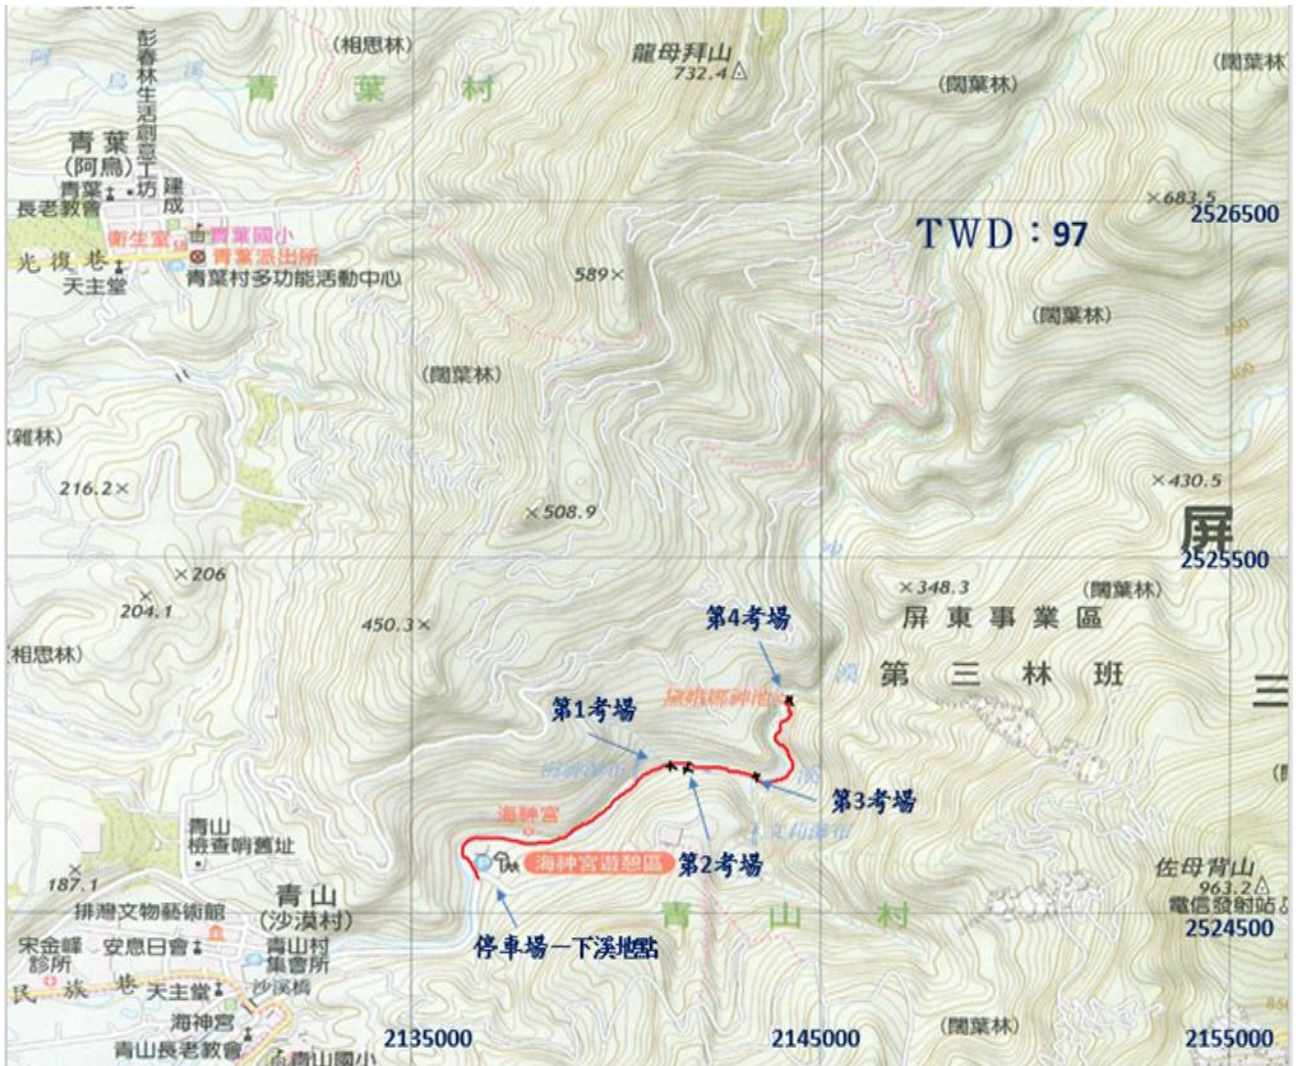 (相思林)
龍母拜山
732.4
(闊葉林)
(闊葉林
阿
烏
溪
青葉村
彭春林生活創意工坊
青葉
(阿烏)
青葉
長老教會
建成
×683.5
2526500
TWD：97
衛生室
青葉國小
青葉派出所
光復巷
天主堂
青葉村多功能活動中心
589×
(闊葉林)
450
400
(闊葉林)
(雜林)
216.2×
×508.9
×430.5
屏
2525500
×206
204.1
×348.3
(闊葉林)
屏東事業區
450.3×
第4考場
相思林)
第三林班
三
第1考場
溪
第3考場
海神宮
青山
檢查哨舊址
海神宮遊憩區
第2考場
187.1
佐母背山
963.2
電信發射站
青山
(沙漠村)
排灣文物藝術館
青山村
2524500
宋金峰
診所
安息日會
青山村
集會所
停車場－下溪地點
民族巷
天主堂
沙溪橋
海神宮
青山長老教會
青山國小
2135000
2145000
(闊葉林)
2155000